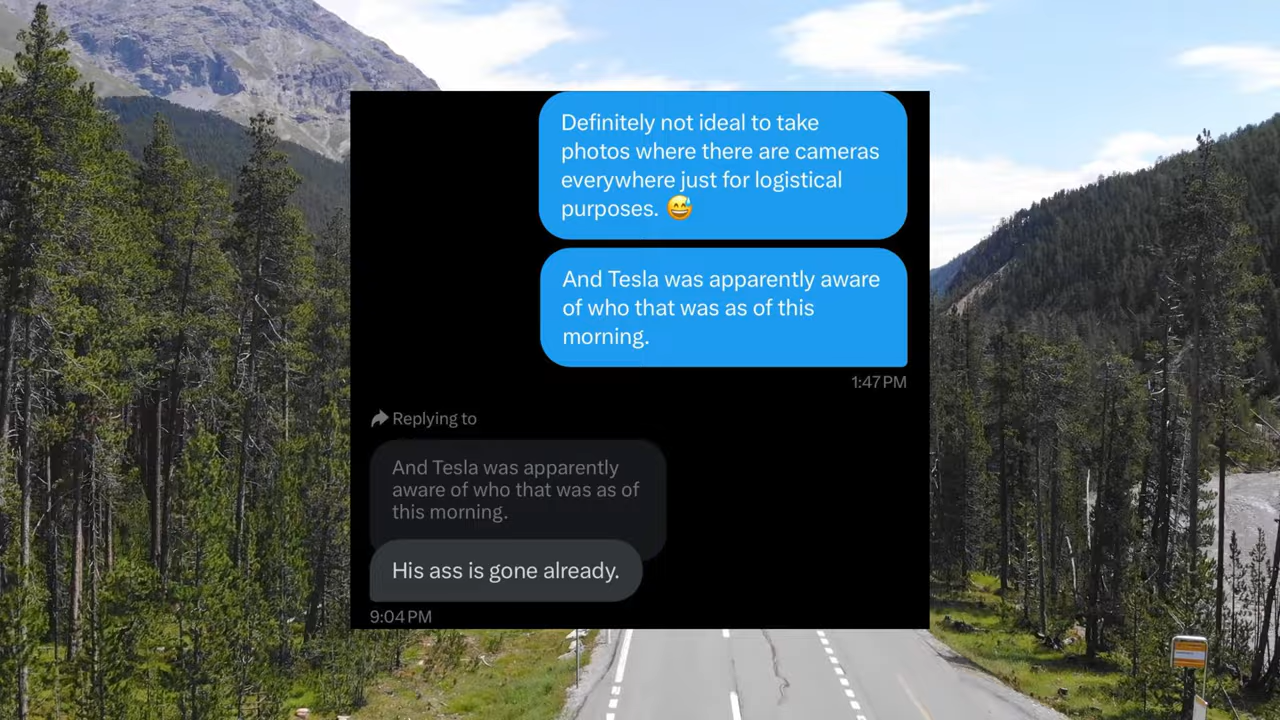 Definitely not ideal to take
photos where there are cameras
everywhere just for logistical
purposes. 😅
And Tesla was apparently aware
of who that was as of this
morning.
1:47 PM
Replying to
And Tesla was apparently
aware of who that was as of
this morning.
His ass is gone already.
9:04 PM